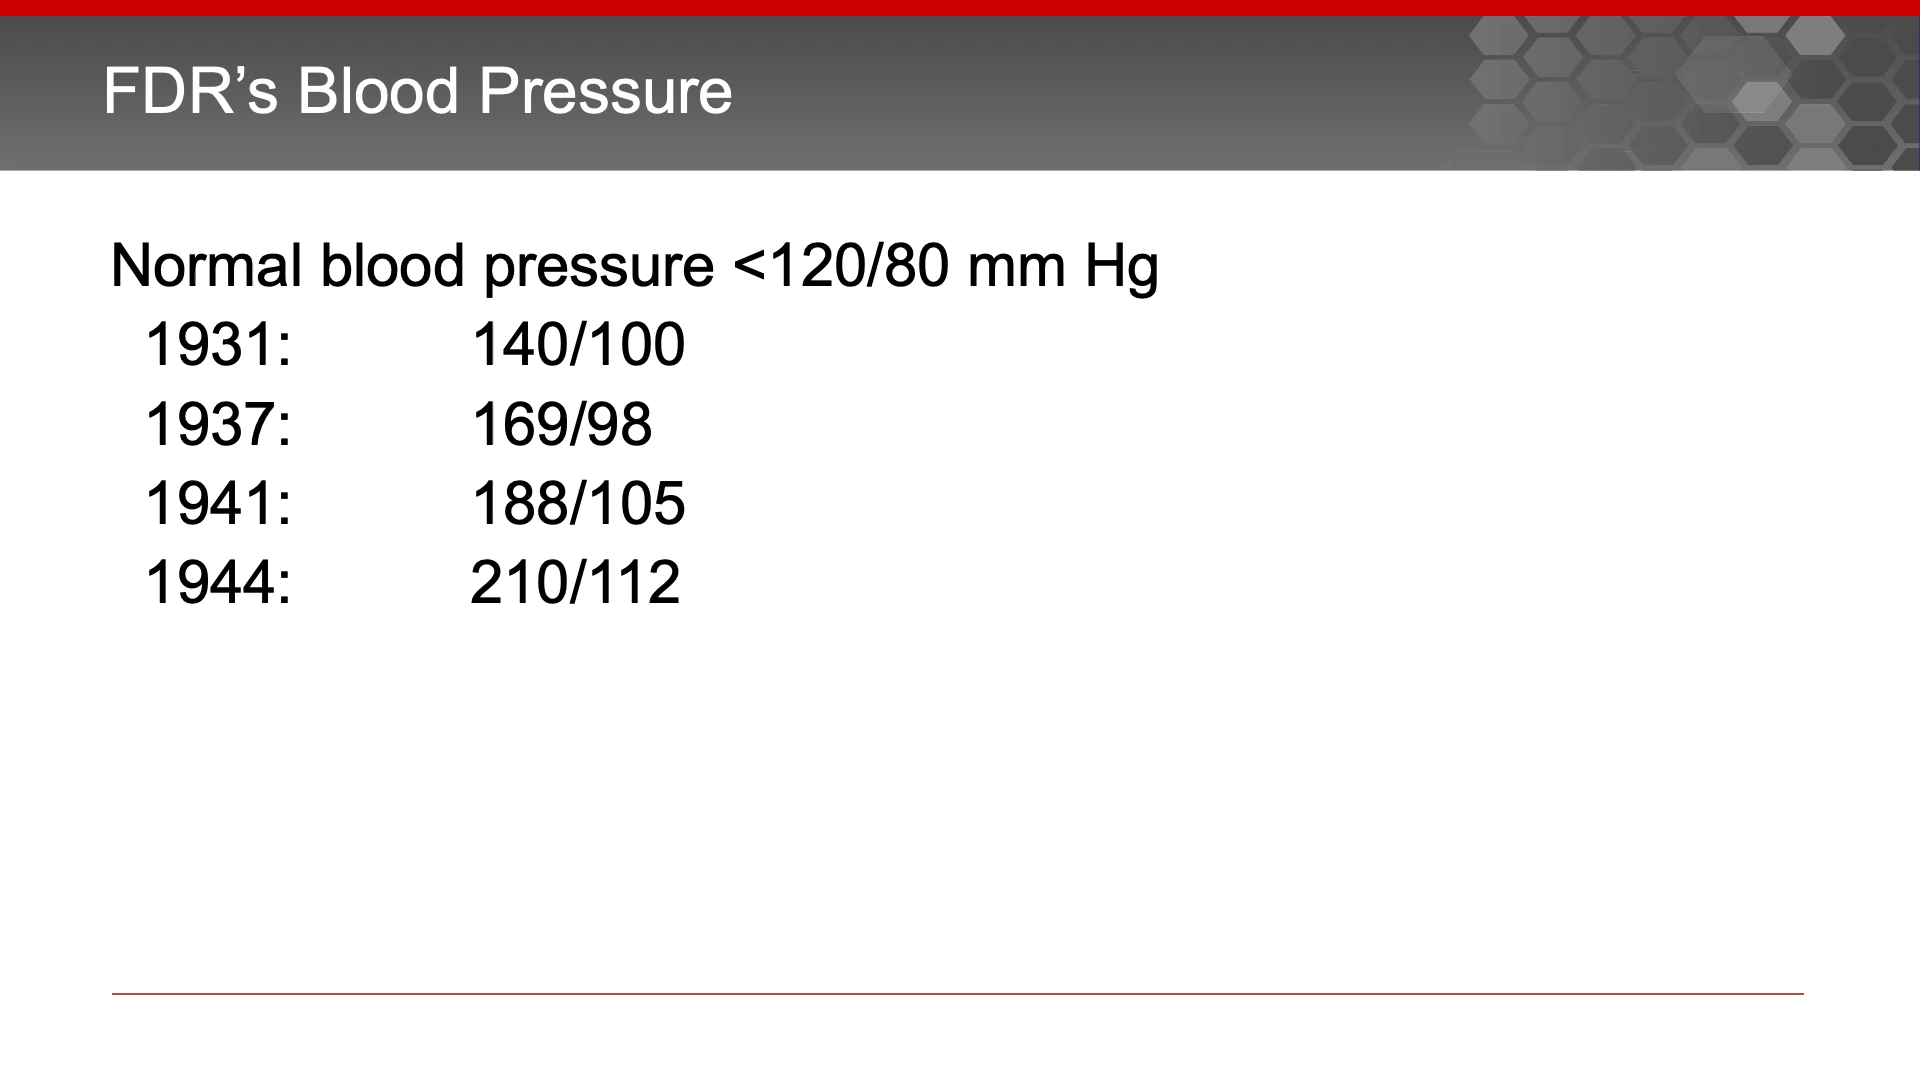 FDR’s Blood Pressure
Normal blood pressure <120/80 mm Hg
1931: 140/100
1937: 169/98
1941: 188/105
1944: 210/112